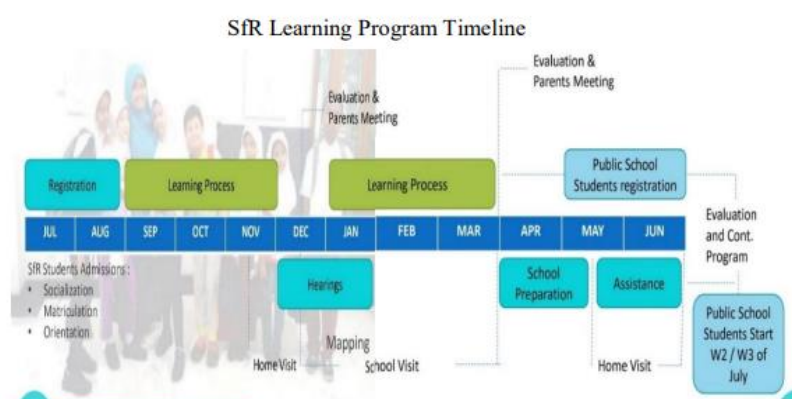 SfR Learning Program Timeline
Evaluation &
Parents Meeting
Evaluation &
Parents Meeting
Registration
Learning Process
Learning Process
Public School
Students registration
JUL AUG SEP OCT NOV DEC JAN FEB MAR APR MAY JUN
Evaluation
and Cont.
Program
SfR Students Admissions :
• Socialization
• Matriculation
• Orientation
Hearings
School
Preparation
Assistance
Mapping
Home Visit
School Visit
Home Visit
Public School
Students Start
W2 / W3 of
July